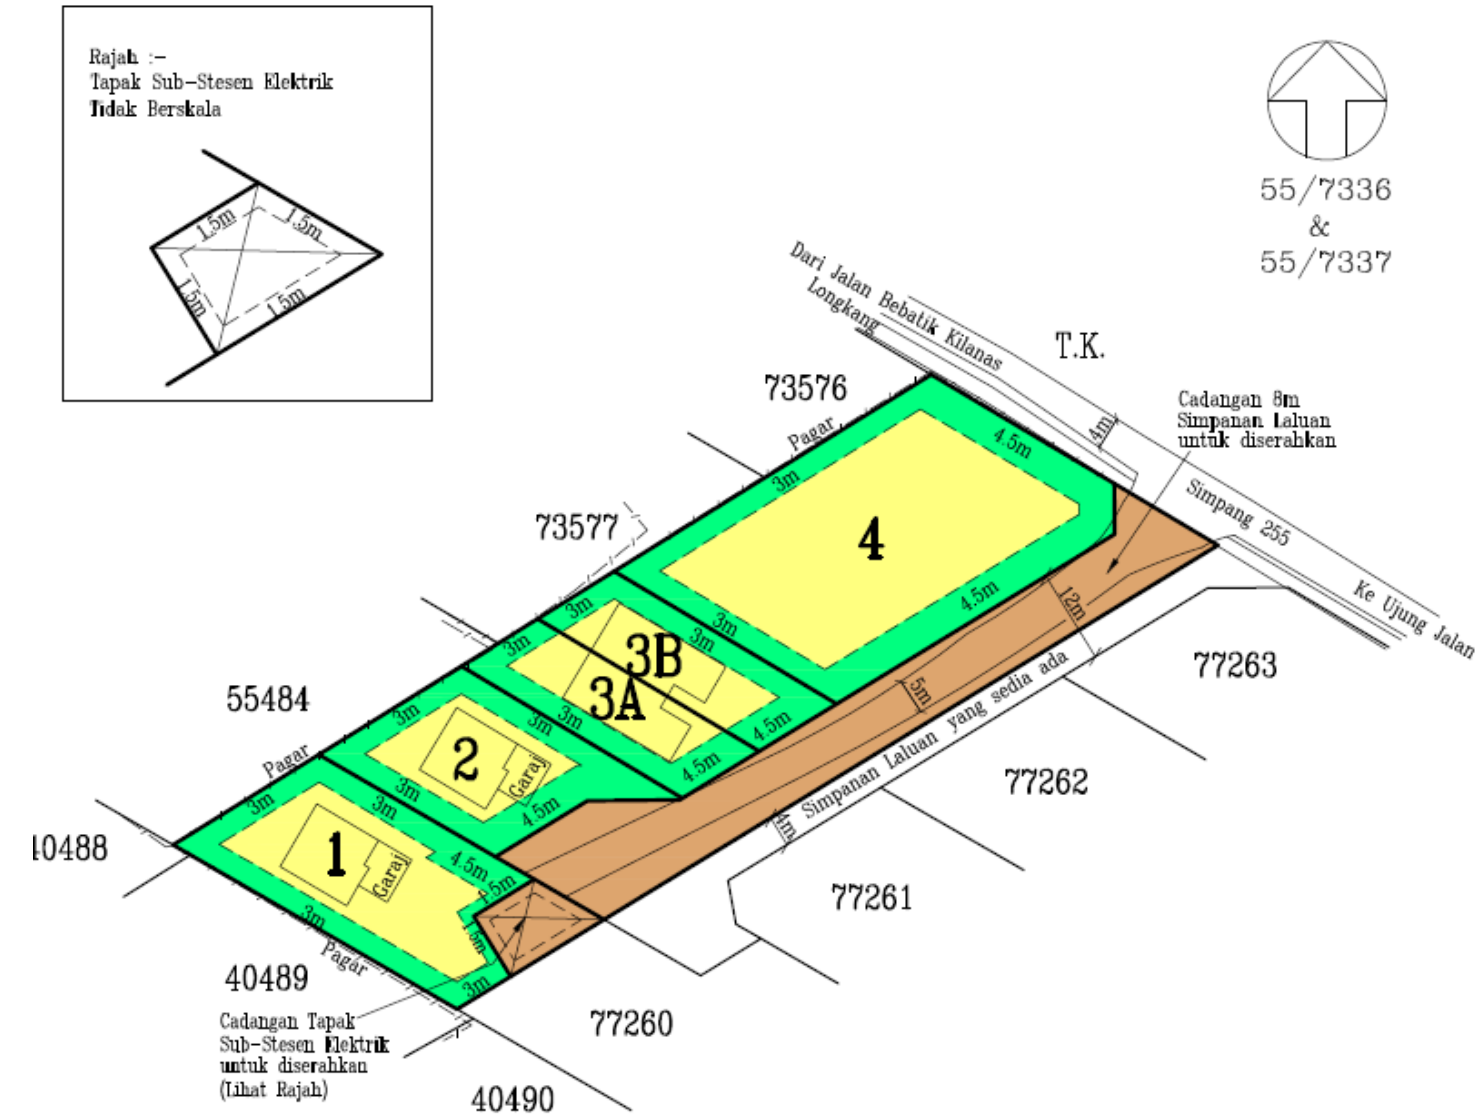 Rajah :-
Tapak Sub-Stesen Elektrik
Tidak Berskala
1.5m
1.5m
1.5m
1.5m
55/7336
&
55/7337
Dari Jalan Bebatik Kilanas
Longkang
T.K.
4m
Cadangan 8m
Simpanan Laluan
untuk diserahkan
Simpang 255
Ke Ujung Jalan
73576
Pagar
3m
4.5m
4
4.5m
3m
12m
73577
3m
3m
3B
3m
3A
3m
4.5m
4.5m
5m
77263
Simpanan Laluan yang sedia ada
55484
3m
3m
2
Garaj
3m
4.5m
77262
4m
Pagar
3m
3m
1
Garaj
4.5m
1.5m
1.5m
3m
3m
Pagar
40488
77261
40489
77260
Cadangan Tapak
Sub-Stesen Elektrik
untuk diserahkan
(Lihat Rajah)
40490